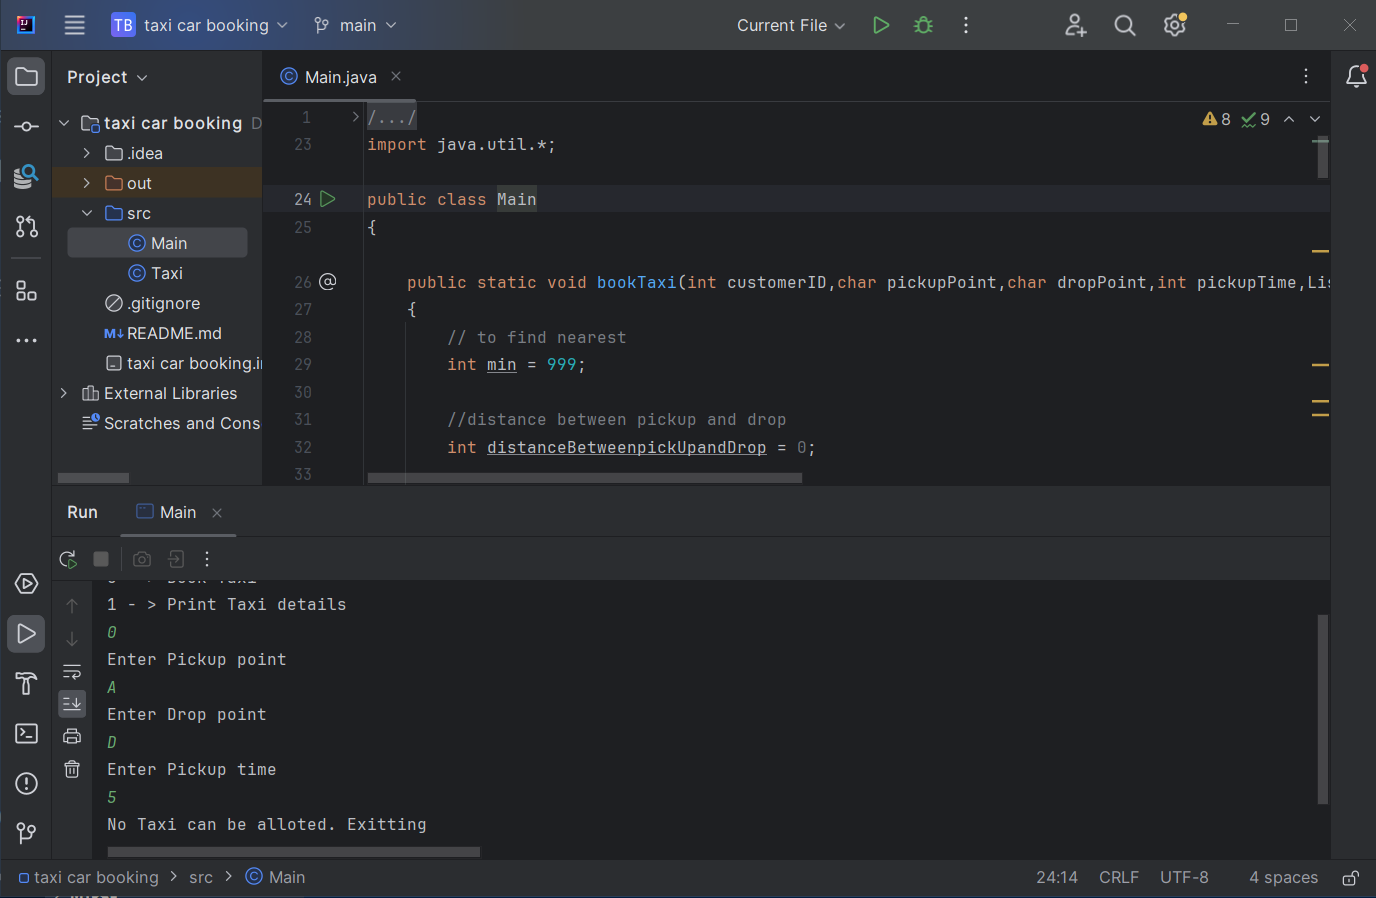 TB taxi car booking main Current File
Project
Main.java
taxi car booking
.idea
out
src
Main
Taxi
.gitignore
M↓ README.md
taxi car booking.i
External Libraries
Scratches and Cons
8 9
1 /.../
23 import java.util.*;
24 public class Main
25 {
26 @ public static void bookTaxi(int customerID,char pickupPoint,char dropPoint,int pickupTime,Lis
27 {
28 // to find nearest
29 int min = 999;
30
31 //distance between pickup and drop
32 int distanceBetweenpickUpandDrop = 0;
33
Run Main
1 - > Print Taxi details
0
Enter Pickup point
A
Enter Drop point
D
Enter Pickup time
5
No Taxi can be alloted. Exitting
taxi car booking > src > Main 24:14 CRLF UTF-8 4 spaces